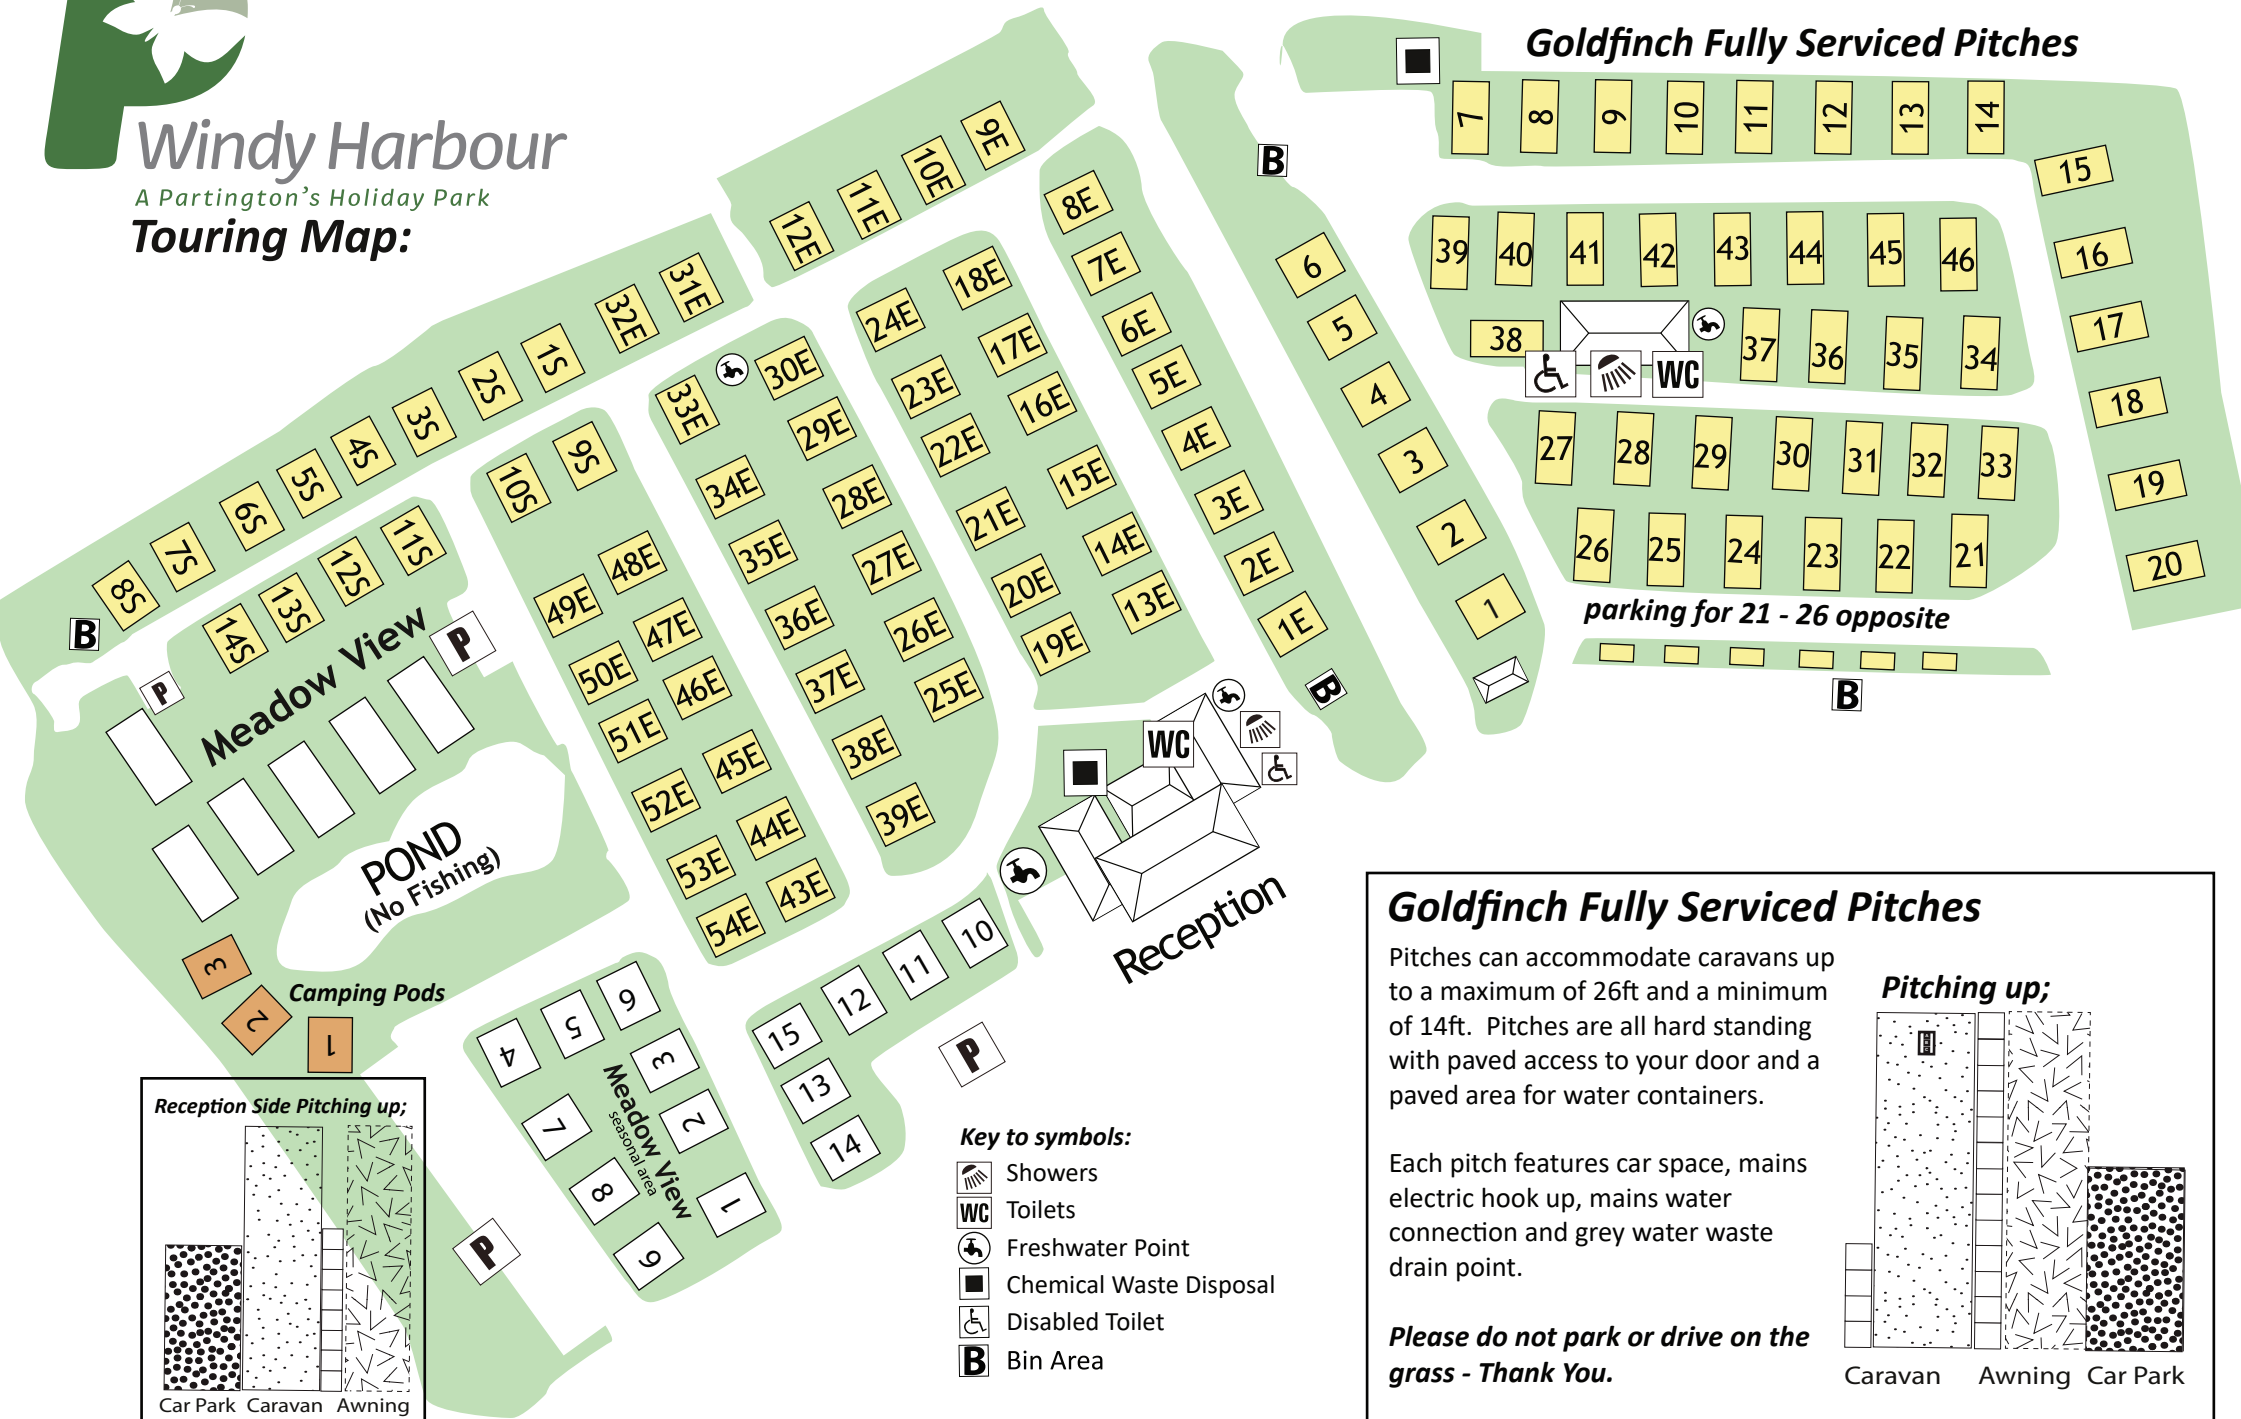 Windy Harbour
A Partington's Holiday Park
Touring Map:
Goldfinch Fully Serviced Pitches
7 8 9 10 11 12 13 14
15
16
17
18
19
20
39 40 41 42 43 44 45 46
38 37 36 35 34
WC
27 28 29 30 31 32 33
26 25 24 23 22 21
parking for 21 - 26 opposite
B
B
6
5
4
3
2
1
9E
10E
11E
12E
31E
32E
1S
2S
3S
4S
5S
6S
7S
8S
B
8E
7E
6E
5E
4E
3E
2E
1E
B
18E
17E
16E
15E
14E
13E
24E
23E
22E
21E
20E
19E
30E
29E
28E
27E
26E
25E
33E
34E
35E
36E
37E
38E
39E
9S
10S
48E
47E
46E
45E
44E
43E
49E
50E
51E
52E
53E
54E
11S
12S
13S
14S
Meadow View
P
P
POND
(No Fishing)
3
2
1
Camping Pods
WC
Reception
10
11
12
15
13
14
P
6
5
4
3
2
1
7
8
9
Meadow View
seasonal area
P
Reception Side Pitching up;
Car Park Caravan Awning
Key to symbols:
Showers
WC Toilets
Freshwater Point
Chemical Waste Disposal
Disabled Toilet
B Bin Area
Goldfinch Fully Serviced Pitches
Pitches can accommodate caravans up
to a maximum of 26ft and a minimum
of 14ft. Pitches are all hard standing
with paved access to your door and a
paved area for water containers.
Each pitch features car space, mains
electric hook up, mains water
connection and grey water waste
drain point.
Please do not park or drive on the
grass - Thank You.
Pitching up;
Caravan Awning Car Park